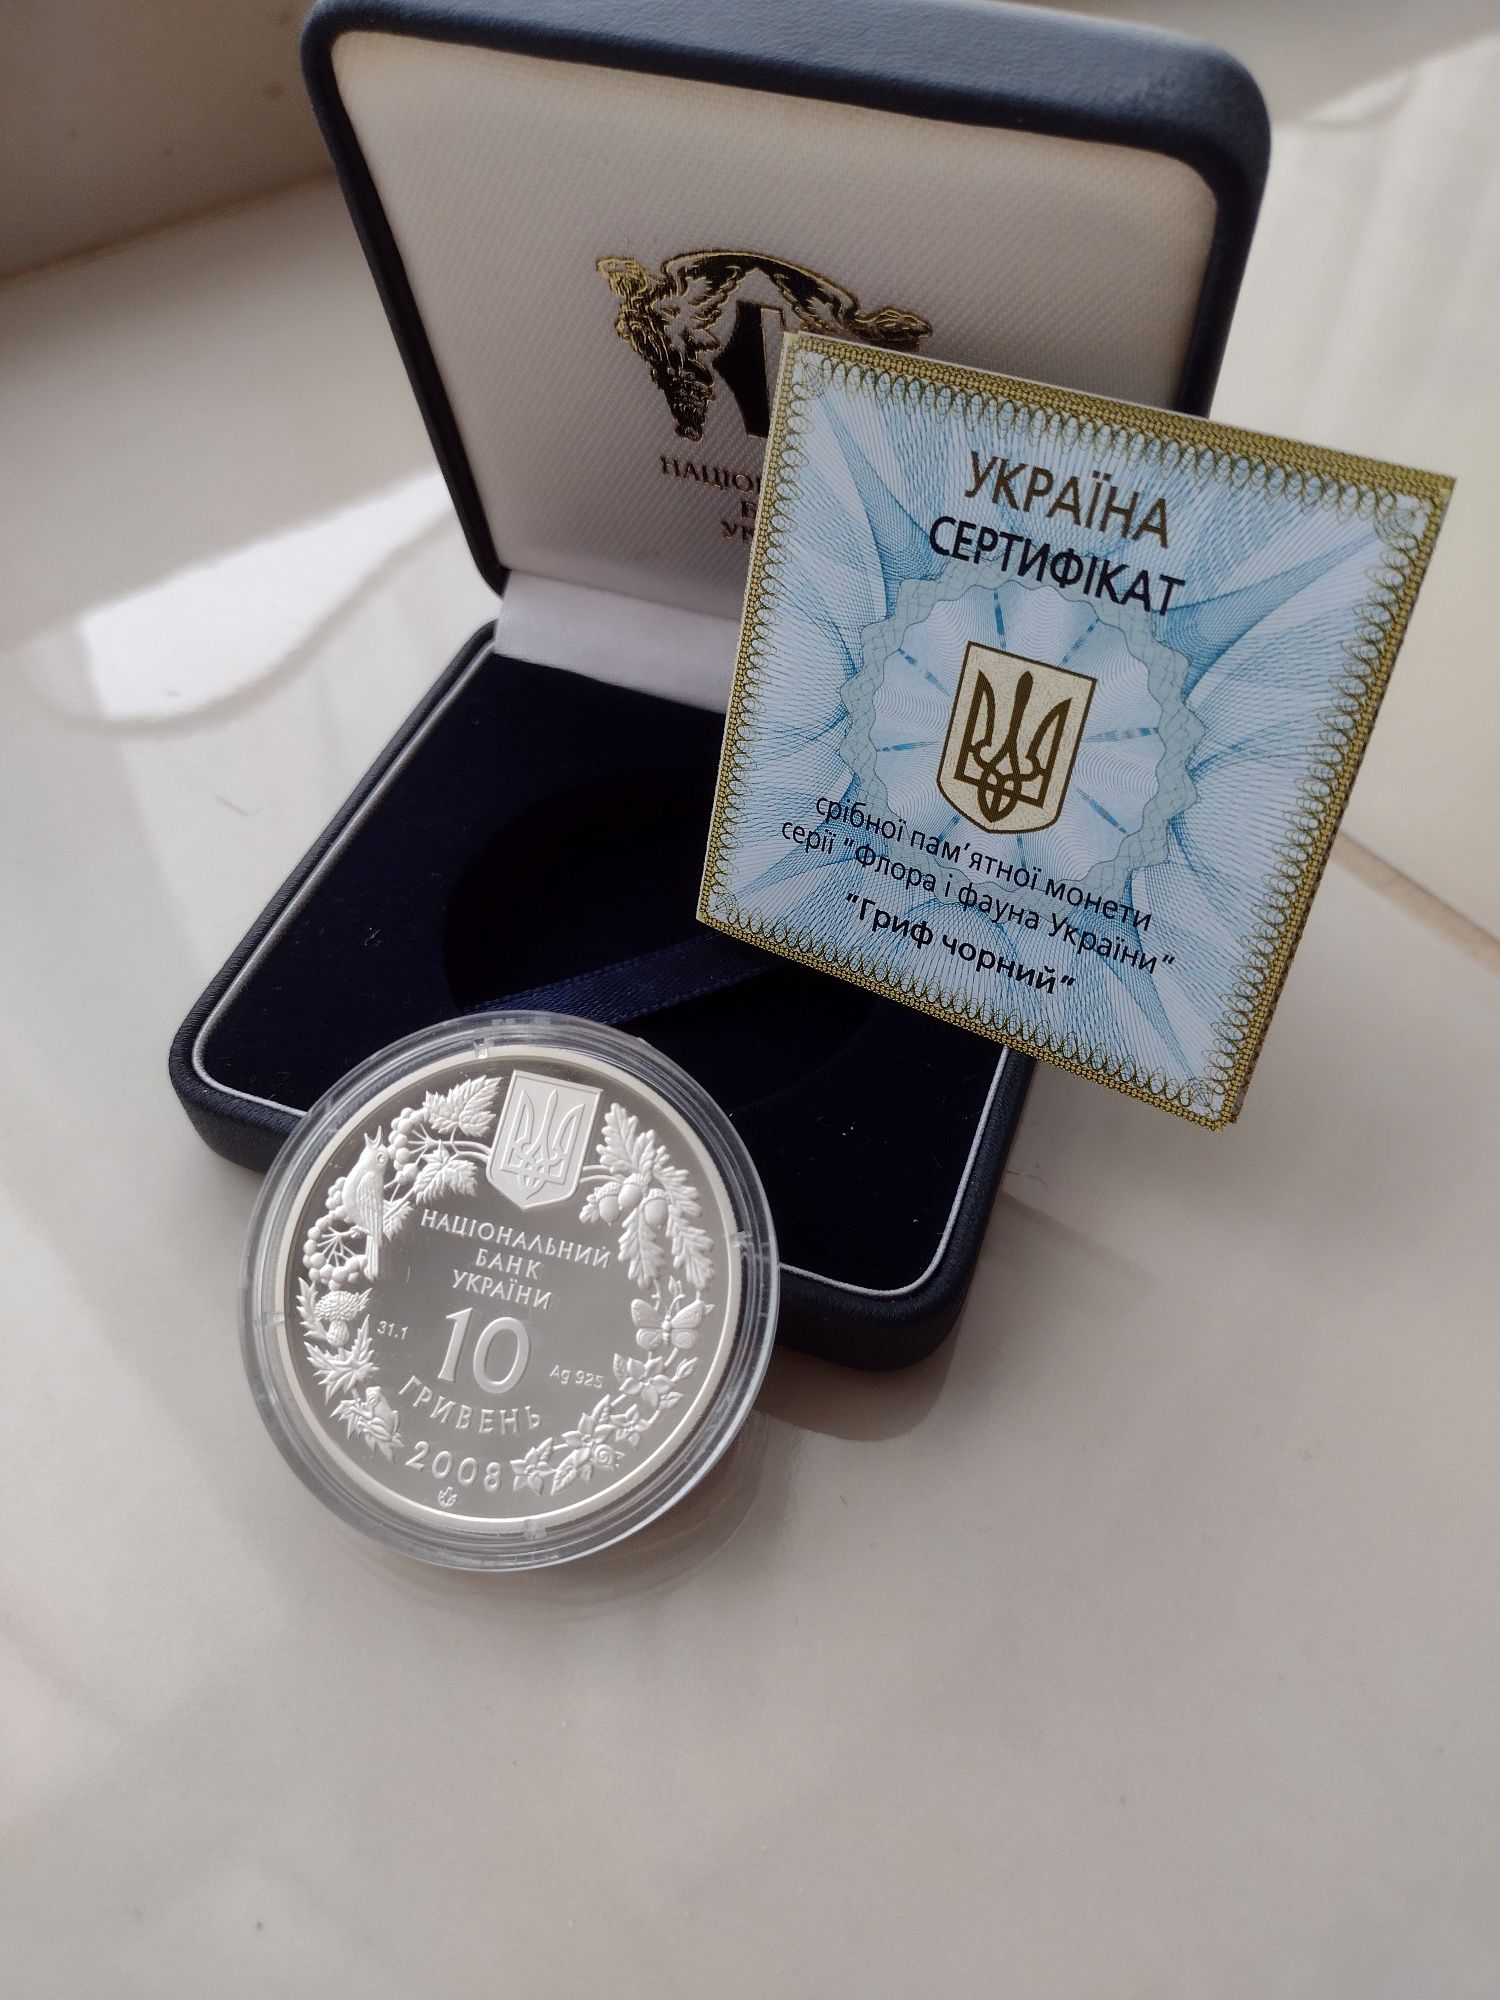 УКРАЇНА
СЕРТИФІКАТ
срібної пам'ятної монети
серії "Флора і фауна України"
"Гриф чорний"
НАЦІОНАЛЬНИЙ
БАНК
УКРАЇНИ
31.1
10
Ag 925
ГРИВЕНЬ
2008